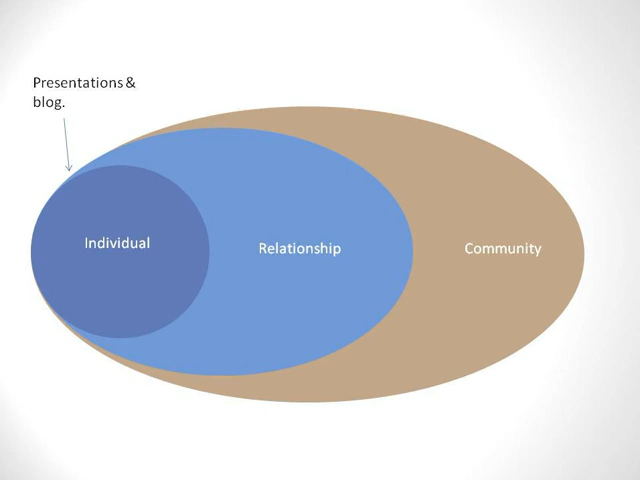 Presentations &
blog.
Individual
Relationship
Community